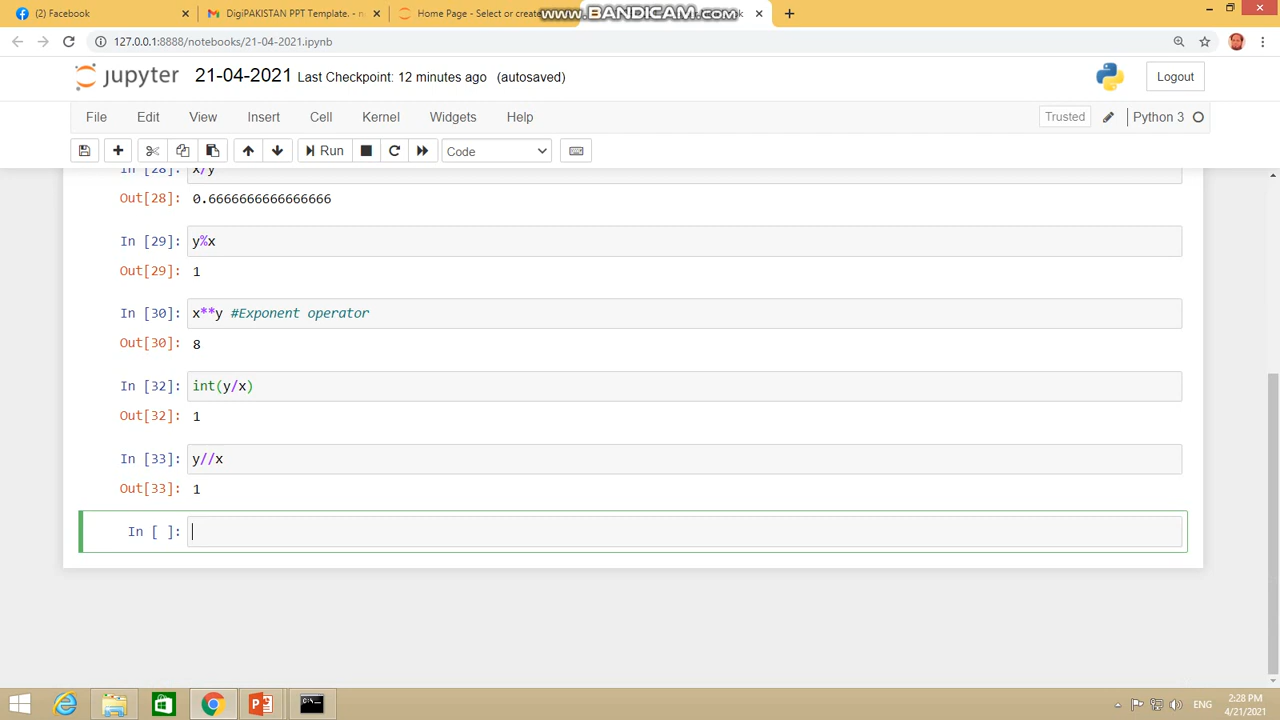 (2) Facebook
DigiPAKISTAN PPT Template. - n
Home Page - Select or create
www.BANDICAM.com
127.0.0.1:8888/notebooks/21-04-2021.ipynb
jupyter 21-04-2021 Last Checkpoint: 12 minutes ago (autosaved)
Logout
File Edit View Insert Cell Kernel Widgets Help
Trusted
Python 3
Run
Code
In [28]: x/y
Out[28]: 0.6666666666666666
In [29]: y%x
Out[29]: 1
In [30]: x**y #Exponent operator
Out[30]: 8
In [32]: int(y/x)
Out[32]: 1
In [33]: y//x
Out[33]: 1
In [ ]:
ENG
2:28 PM
4/21/2021